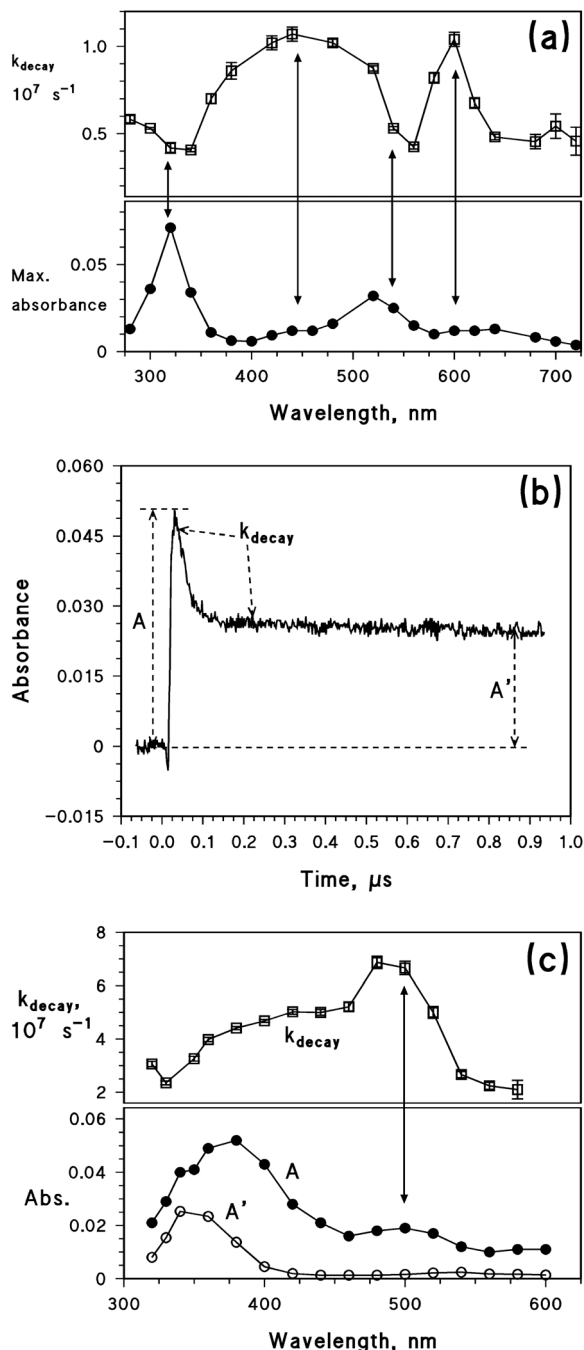 (a)
k_decay
10^7 s^-1
1.0
0.5
Max.
absorbance
0.05
0
300 400 500 600 700
Wavelength, nm
(b)
0.060
0.045
0.030
0.015
0
−0.015
Absorbance
A
k_decay
A'
−0.1 0.0 0.1 0.2 0.3 0.4 0.5 0.6 0.7 0.8 0.9 1.0
Time, μs
(c)
8
6
4
2
k_decay,
10^7 s^-1
k_decay
0.06
0.04
0.02
0
Abs.
A
A'
300 400 500 600
Wavelength, nm